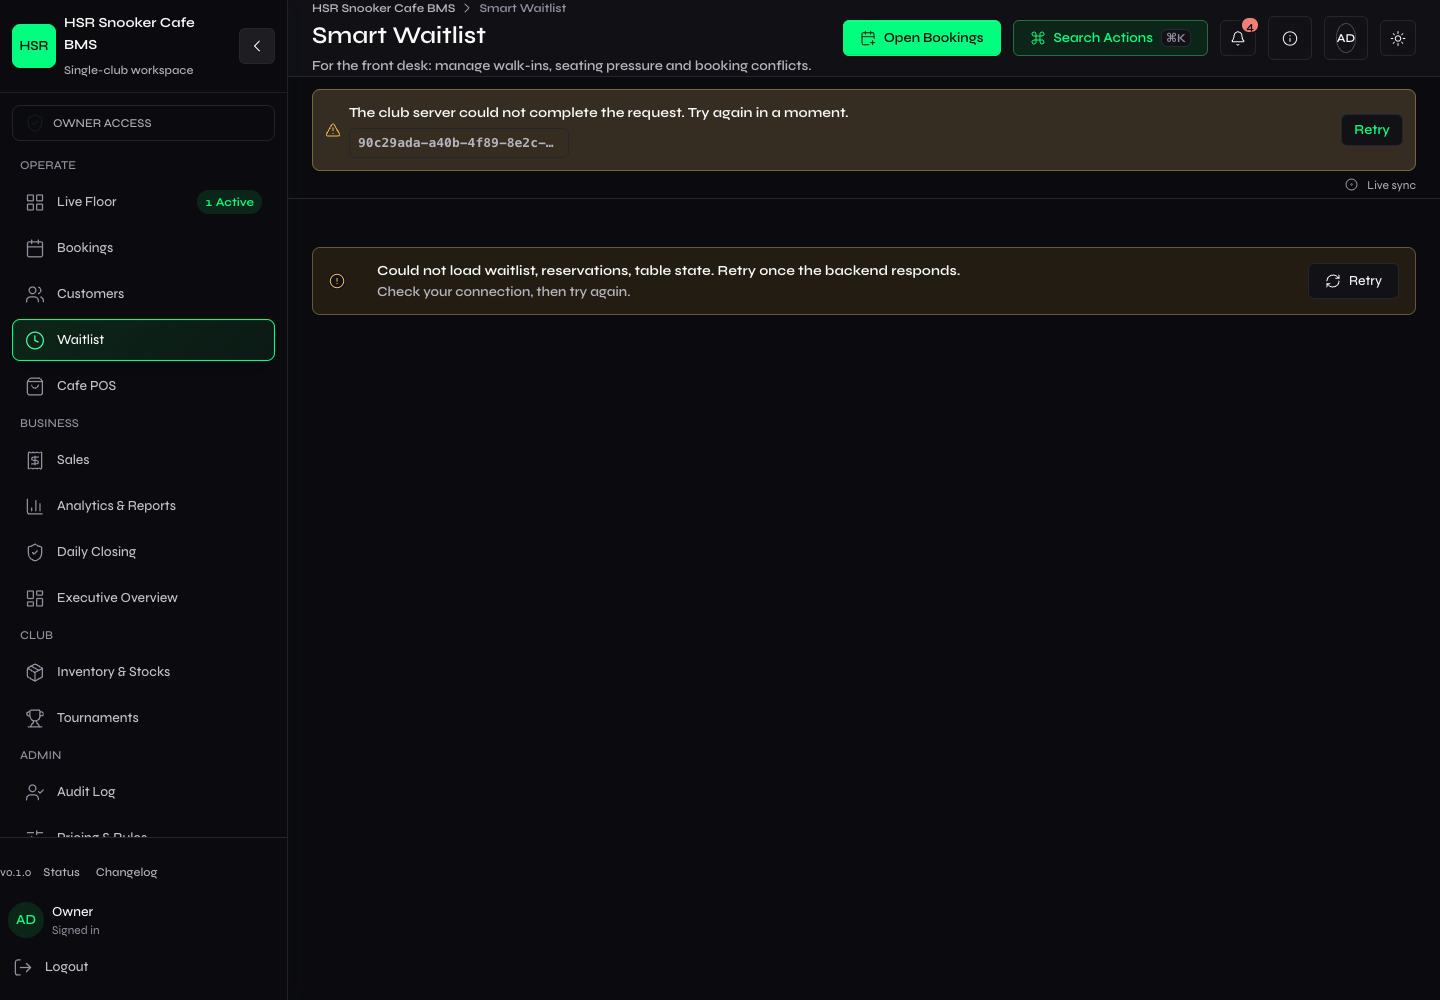 HSR
HSR Snooker Cafe
BMS
Single-club workspace
OWNER ACCESS
OPERATE
Live Floor
1 Active
Bookings
Customers
Waitlist
Cafe POS
BUSINESS
Sales
Analytics & Reports
Daily Closing
Executive Overview
CLUB
Inventory & Stocks
Tournaments
ADMIN
Audit Log
Pricing & Rules
v0.1.0 Status Changelog
AD
Owner
Signed in
Logout
HSR Snooker Cafe BMS > Smart Waitlist
Smart Waitlist
For the front desk: manage walk-ins, seating pressure and booking conflicts.
Open Bookings
Search Actions ⌘K
4
AD
The club server could not complete the request. Try again in a moment.
90c29ada-a40b-4f89-8e2c-…
Retry
Live sync
Could not load waitlist, reservations, table state. Retry once the backend responds.
Check your connection, then try again.
Retry